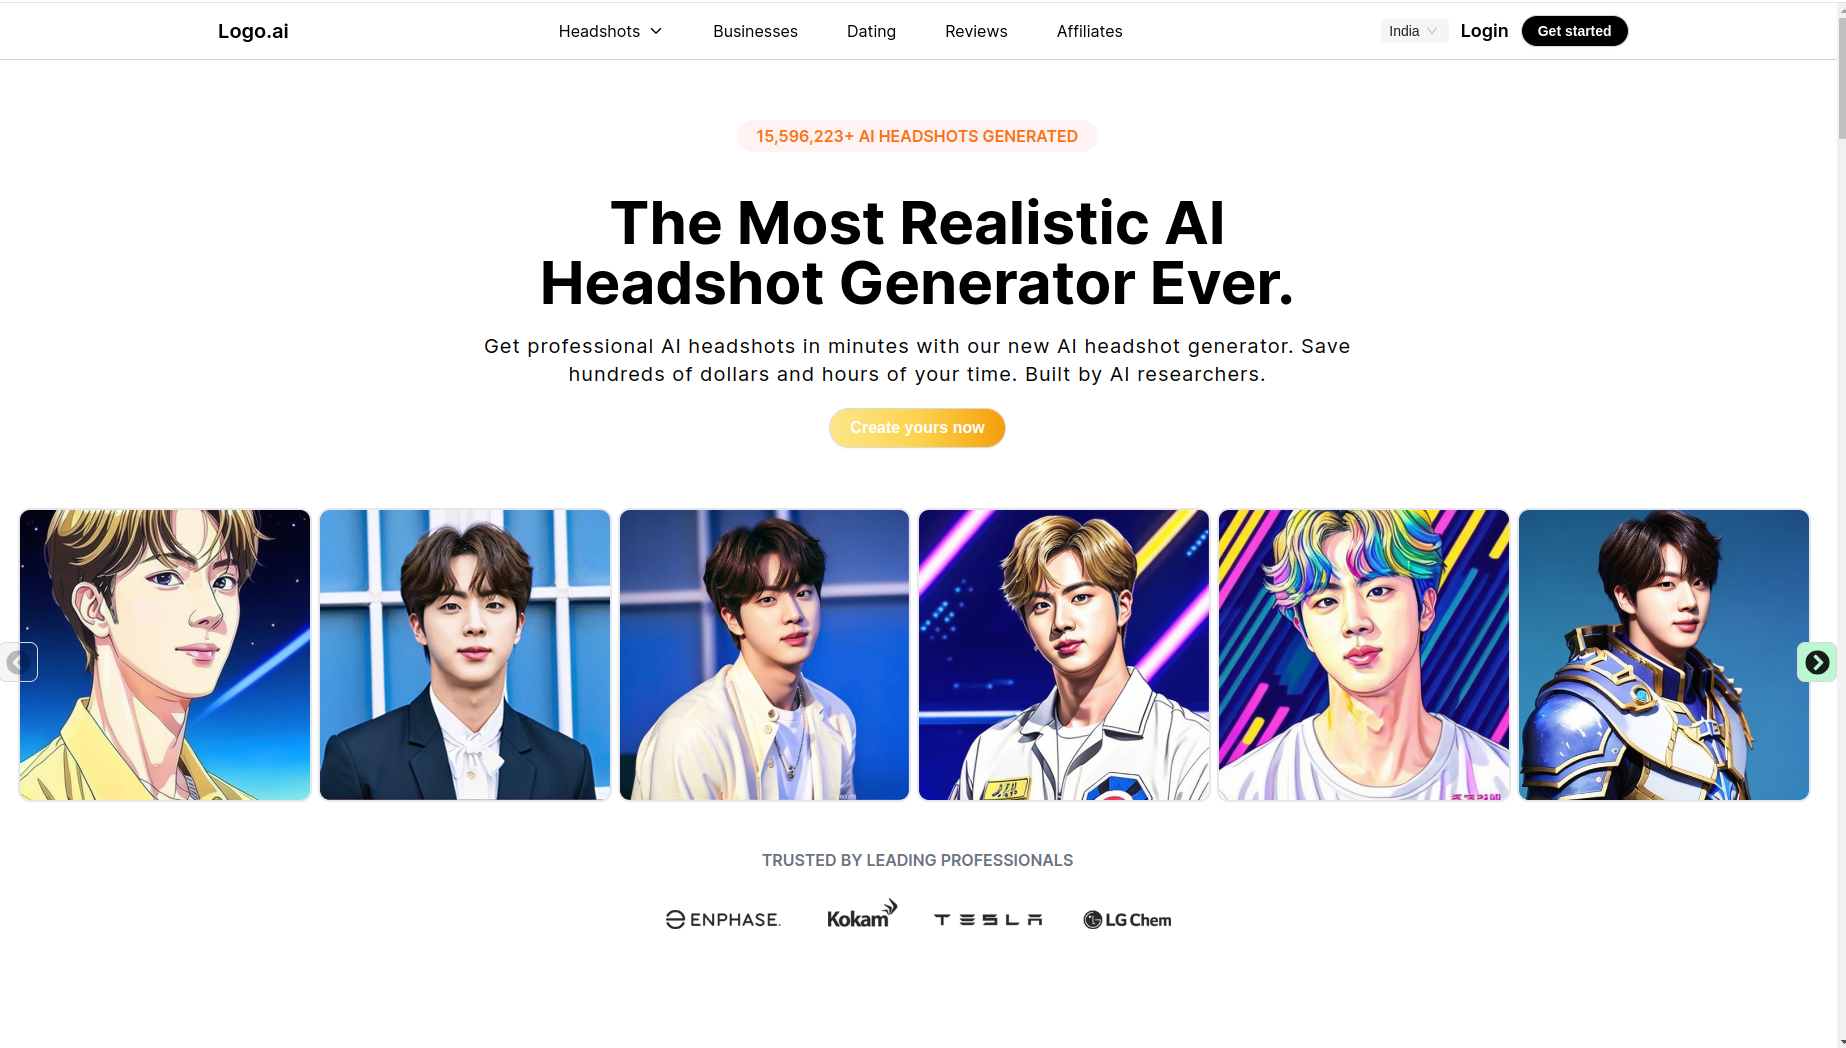 Logo.ai
Headshots
Businesses
Dating
Reviews
Affiliates
India
Login
Get started
15,596,223+ AI HEADSHOTS GENERATED
The Most Realistic AI
Headshot Generator Ever.
Get professional AI headshots in minutes with our new AI headshot generator. Save
hundreds of dollars and hours of your time. Built by AI researchers.
Create yours now
TRUSTED BY LEADING PROFESSIONALS
ENPHASE.
Kokam
TESLA
LG Chem